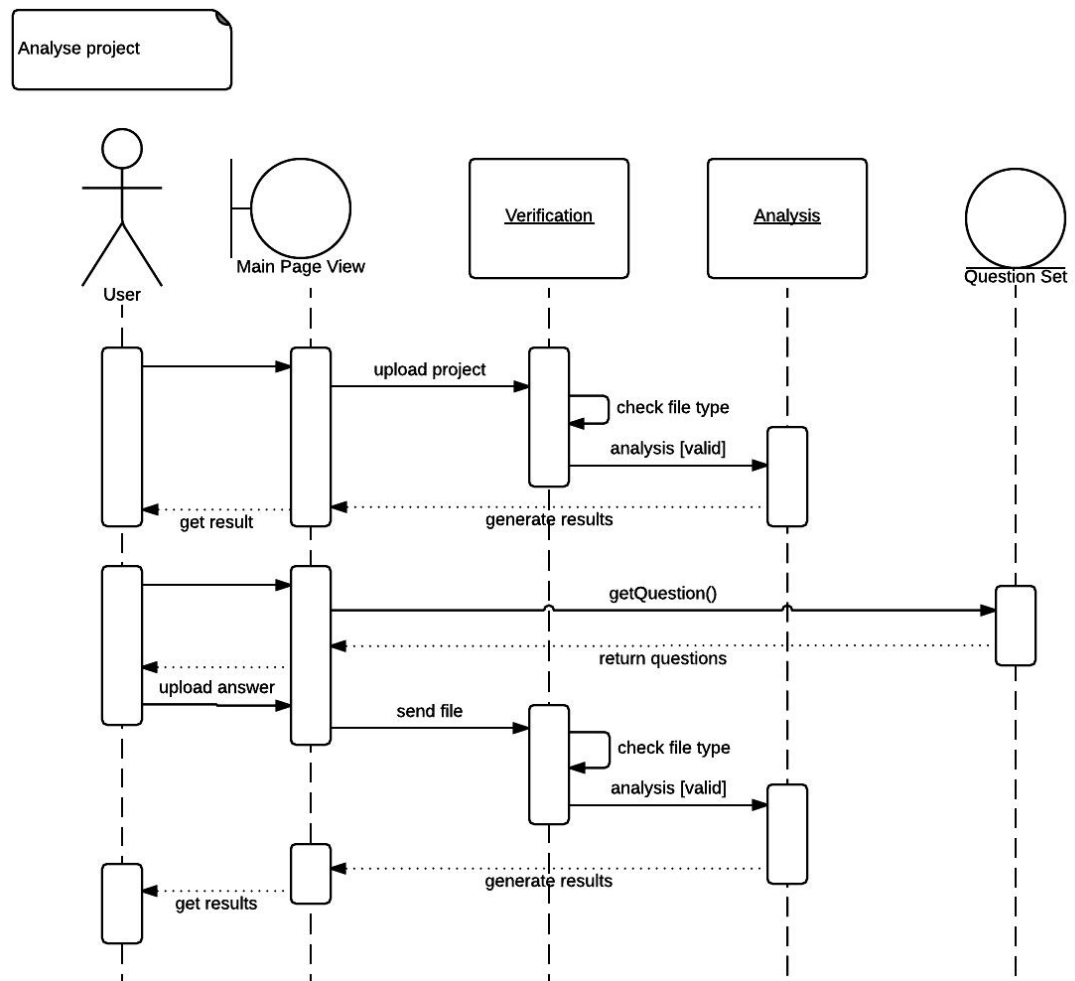 Analyse project
Verification
Analysis
Main Page View
Question Set
User
upload project
check file type
analysis [valid]
get result
generate results
getQuestion()
return questions
upload answer
send file
check file type
analysis [valid]
generate results
get results